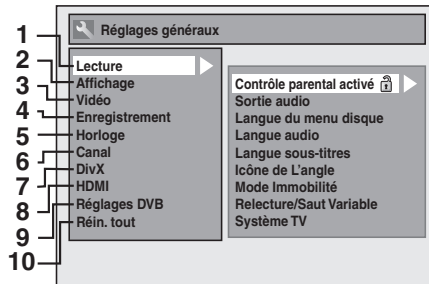 Réglages généraux
1
Lecture
2
Affichage
3
Vidéo
4
Enregistrement
5
Horloge
6
Canal
7
DivX
8
HDMI
9
Réglages DVB
10
Réin. tout
Contrôle parental activé
Sortie audio
Langue du menu disque
Langue audio
Langue sous-titres
Icône de L'angle
Mode Immobilité
Relecture/Saut Variable
Système TV